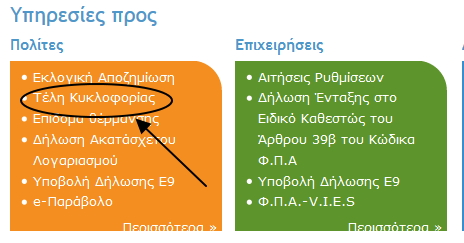 Υπηρεσίες προς
Πολίτες
• Εκλογική Αποζημίωση
• Τέλη Κυκλοφορίας
• Επίδομα θέρμανσης
• Δήλωση Ακατάσχετου
Λογαριασμού
• Υποβολή Δήλωσης Ε9
• e-Παράβολο
Περισσότερα »
Επιχειρήσεις
• Αιτήσεις Ρυθμίσεων
• Δήλωση Ένταξης στο
Ειδικό Καθεστώς του
Άρθρου 39β του Κώδικα
Φ.Π.Α
• Υποβολή Δήλωσης Ε9
• Φ.Π.Α.-V.I.E.S
Περισσότερα »